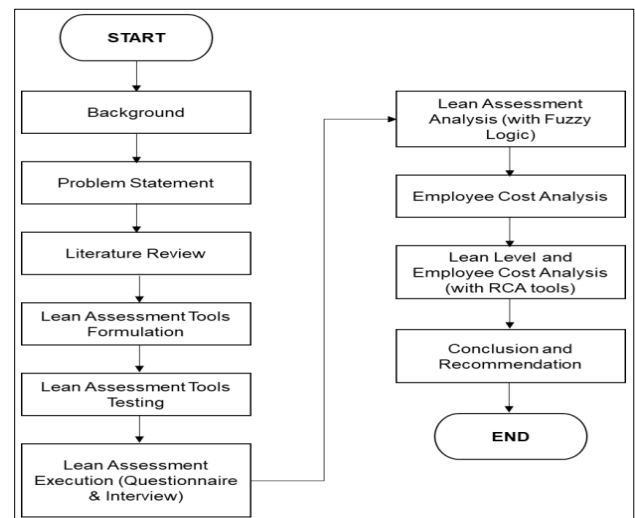 START
Background
Problem Statement
Literature Review
Lean Assessment Tools
Formulation
Lean Assessment Tools
Testing
Lean Assessment
Execution (Questionnaire
& Interview)
Lean Assessment
Analysis (with Fuzzy
Logic)
Employee Cost Analysis
Lean Level and
Employee Cost Analysis
(with RCA tools)
Conclusion and
Recommendation
END